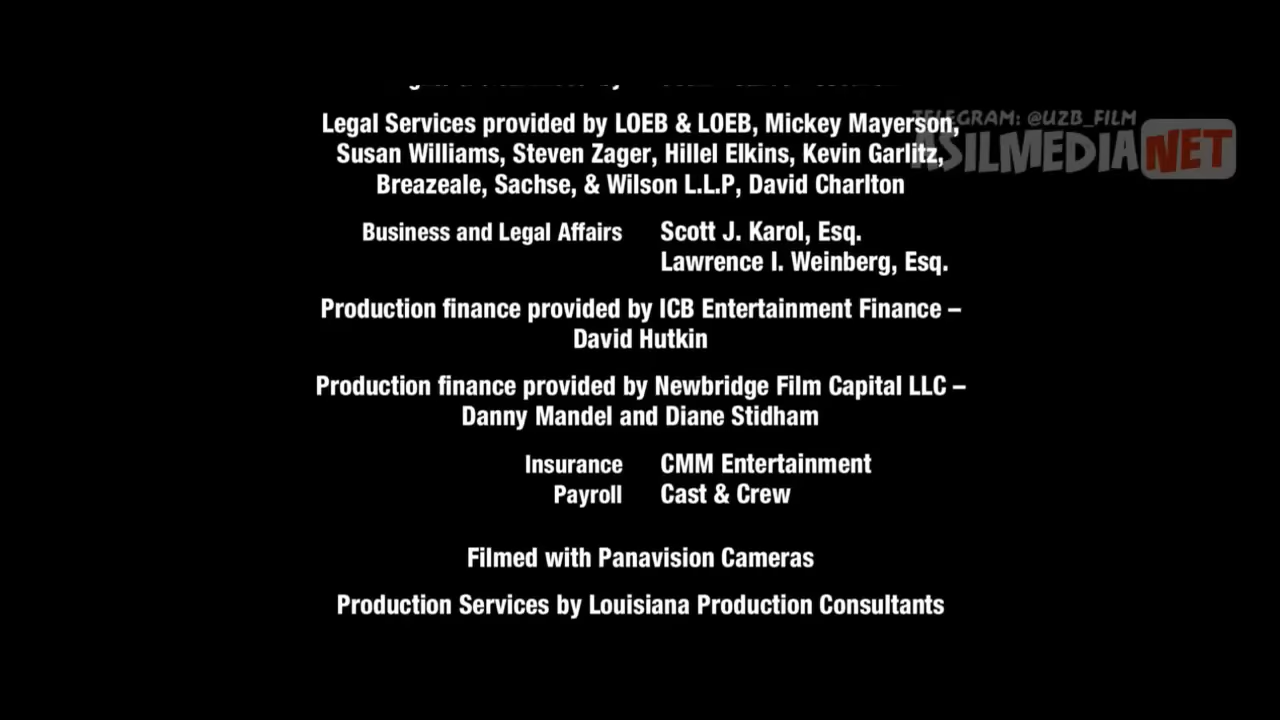 TELEGRAM: @UZB_FILM
ASILMEDIA NET
Legal Services provided by LOEB & LOEB, Mickey Mayerson,
Susan Williams, Steven Zager, Hillel Elkins, Kevin Garlitz,
Breazeale, Sachse, & Wilson L.L.P, David Charlton
Business and Legal Affairs Scott J. Karol, Esq.
Lawrence I. Weinberg, Esq.
Production finance provided by ICB Entertainment Finance –
David Hutkin
Production finance provided by Newbridge Film Capital LLC –
Danny Mandel and Diane Stidham
Insurance CMM Entertainment
Payroll Cast & Crew
Filmed with Panavision Cameras
Production Services by Louisiana Production Consultants